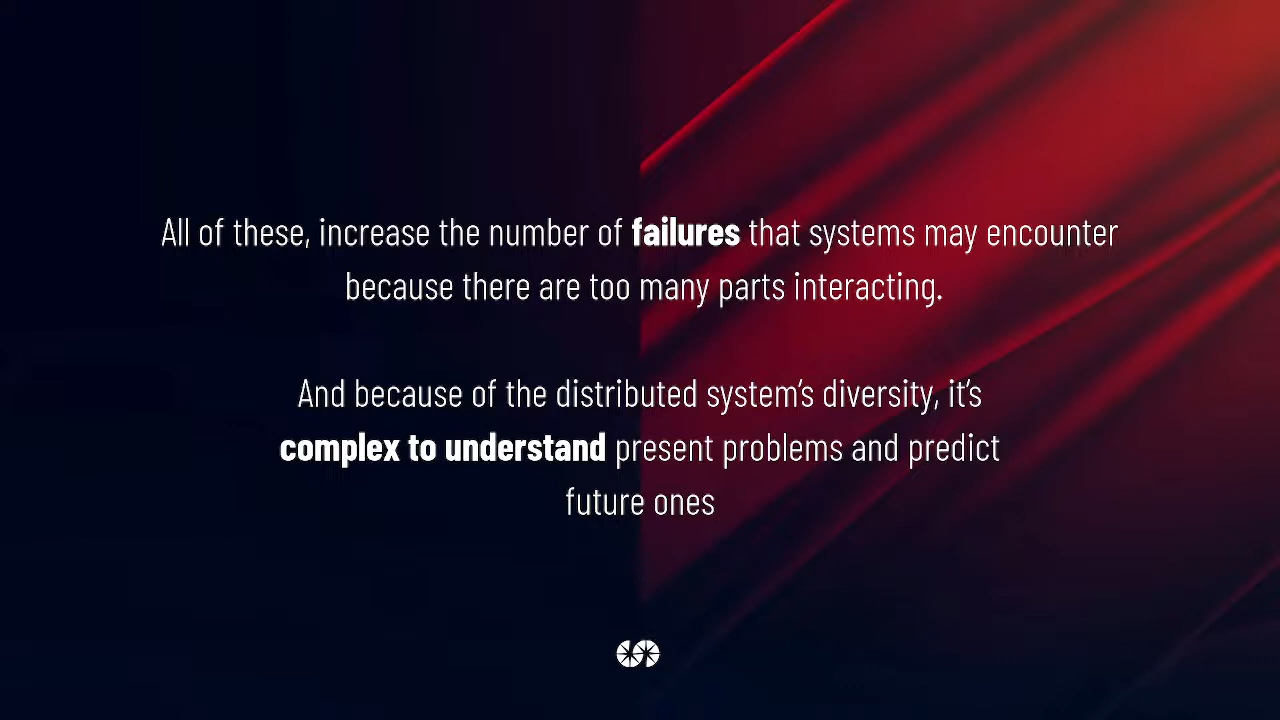 All of these, increase the number of failures that systems may encounter
because there are too many parts interacting.
And because of the distributed system’s diversity, it’s
complex to understand present problems and predict
future ones